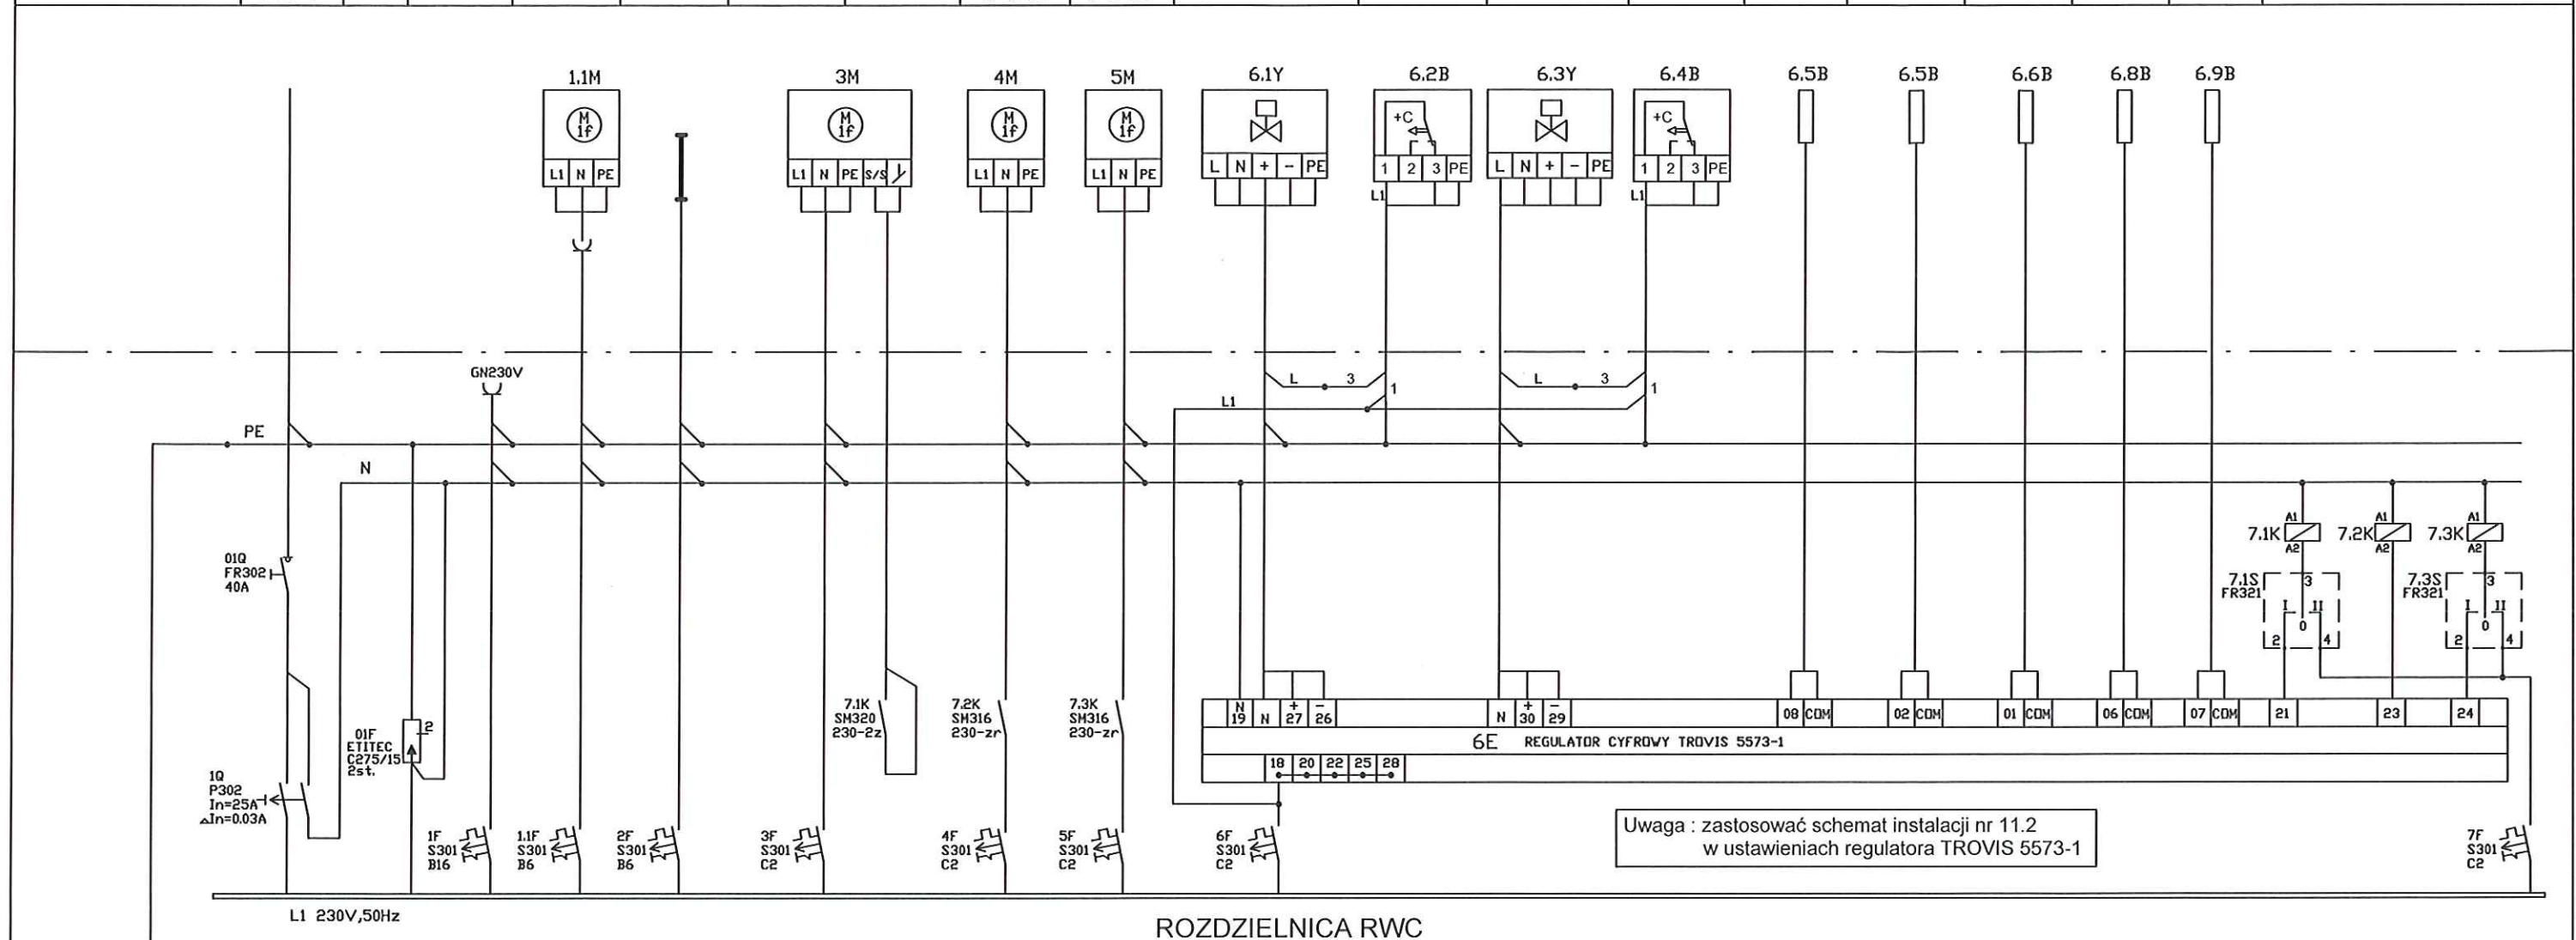 1.1M 3M 4M 5M 6.1Y 6.2B 6.3Y 6.4B 6.5B 6.5B 6.6B 6.8B 6.9B
M 1f M 1f M 1f M 1f +C +C
L1 N PE L1 N PE S/S L1 N PE L1 N PE L N + - PE 1 2 3 PE L N + - PE 1 2 3 PE
L1 L1
GN230V
L 3 1 L 3 1
L1
PE
N
A1 A1 A1
7.1K 7.2K 7.3K
A2 A2 A2
01Q
FR302
40A
7.1S
FR321
3
I II
0
2 4
7.3S
FR321
3
I II
0
2 4
7.1K
SM320
230-2z
7.2K
SM316
230-zr
7.3K
SM316
230-zr
N 19 N + 27 - 26 N + 30 - 29 08 COM 02 COM 01 COM 06 COM 07 COM 21 23 24
6E REGULATOR CYFROWY TROVIS 5573-1
18 20 22 25 28
01F
ETITEC
C275/15
2st.
2
1Q
P302
In=25A
△In=0.03A
1F
S301
B16
1.1F
S301
B6
2F
S301
B6
3F
S301
C2
4F
S301
C2
5F
S301
C2
6F
S301
C2
Uwaga : zastosować schemat instalacji nr 11.2
w ustawieniach regulatora TROVIS 5573-1
7F
S301
C2
L1 230V,50Hz
ROZDZIELNICA RWC